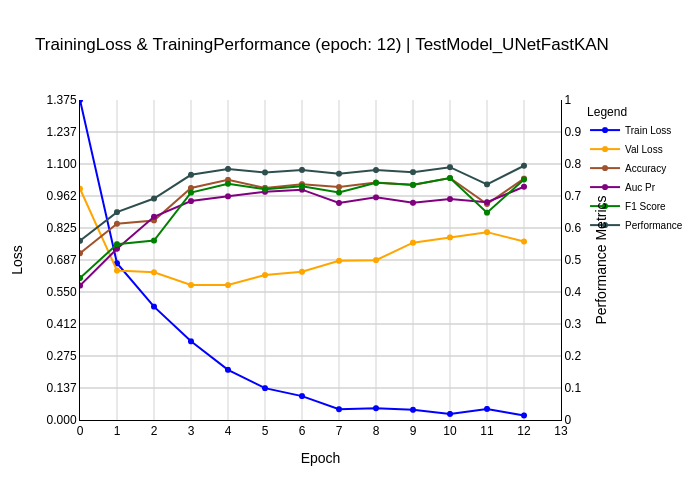 TrainingLoss & TrainingPerformance (epoch: 12) | TestModel_UNetFastKAN
1.375
1.237
1.100
0.962
0.825
0.687
0.550
0.412
0.275
0.137
0.000
Loss
0 1 2 3 4 5 6 7 8 9 10 11 12 13
Epoch
1
0.9
0.8
0.7
0.6
0.5
0.4
0.3
0.2
0.1
0
Performance Metrics
Legend
Train Loss
Val Loss
Accuracy
Auc Pr
F1 Score
Performance